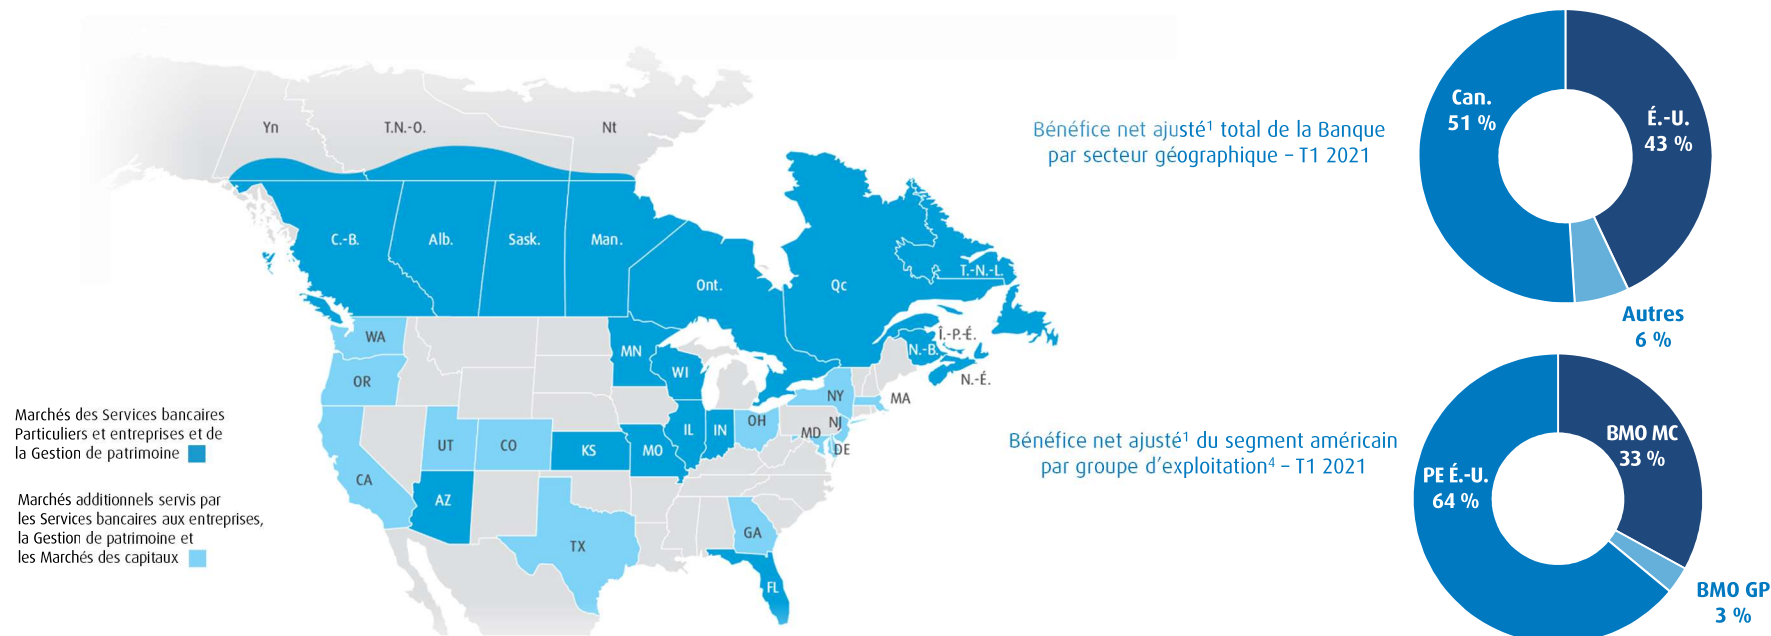 Yn
T.N.-O.
Nt
C.-B.
Alb.
Sask.
Man.
Ont.
Qc
T.-N.-L.
Î.-P.-É.
N.-B.
N.-É.
WA
OR
CA
UT
CO
AZ
TX
KS
MO
MN
WI
IL
IN
OH
NY
MA
NJ
MD
DE
GA
FL
Marchés des Services bancaires
Particuliers et entreprises et de
la Gestion de patrimoine
Marchés additionnels servis par
les Services bancaires aux entreprises,
la Gestion de patrimoine et
les Marchés des capitaux
Bénéfice net ajusté¹ total de la Banque
par secteur géographique – T1 2021
Can.
51 %
É.-U.
43 %
Autres
6 %
Bénéfice net ajusté¹ du segment américain
par groupe d’exploitation⁴ – T1 2021
PE É.-U.
64 %
BMO MC
33 %
BMO GP
3 %